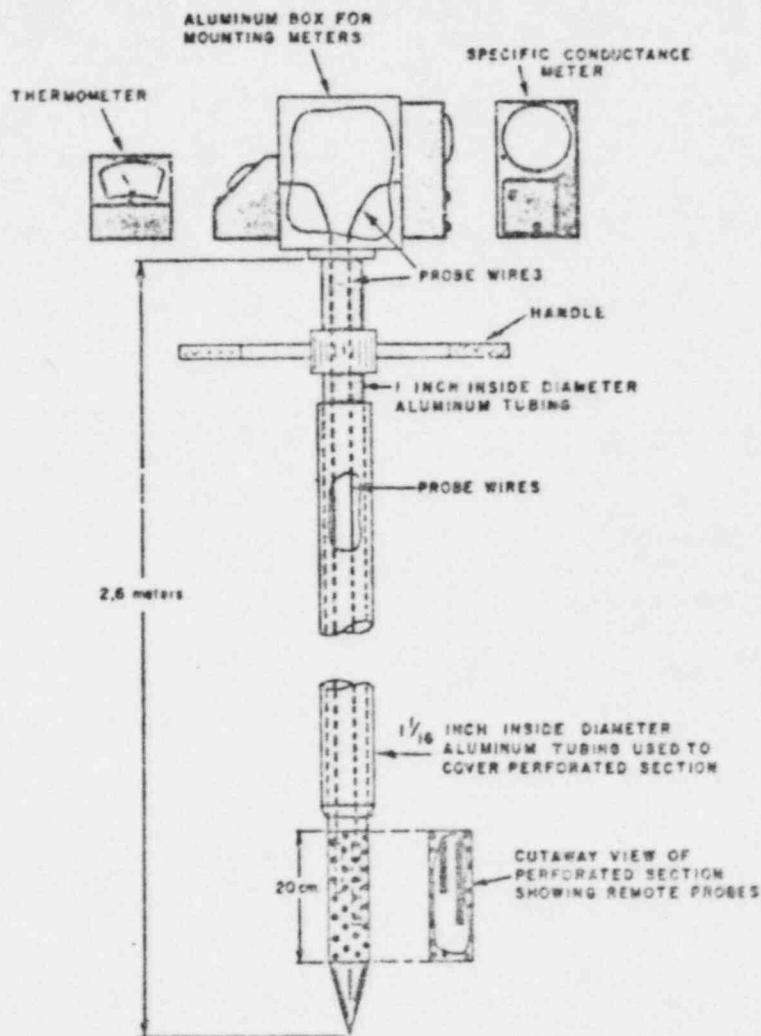 ALUMINUM BOX FOR
MOUNTING METERS
SPECIFIC CONDUCTANCE
METER
THERMOMETER
PROBE WIRES
HANDLE
1 INCH INSIDE DIAMETER
ALUMINUM TUBING
PROBE WIRES
2,6 meters
1 1/16 INCH INSIDE DIAMETER
ALUMINUM TUBING USED TO
COVER PERFORATED SECTION
20 cm
CUTAWAY VIEW OF
PERFORATED SECTION
SHOWING REMOTE PROBES